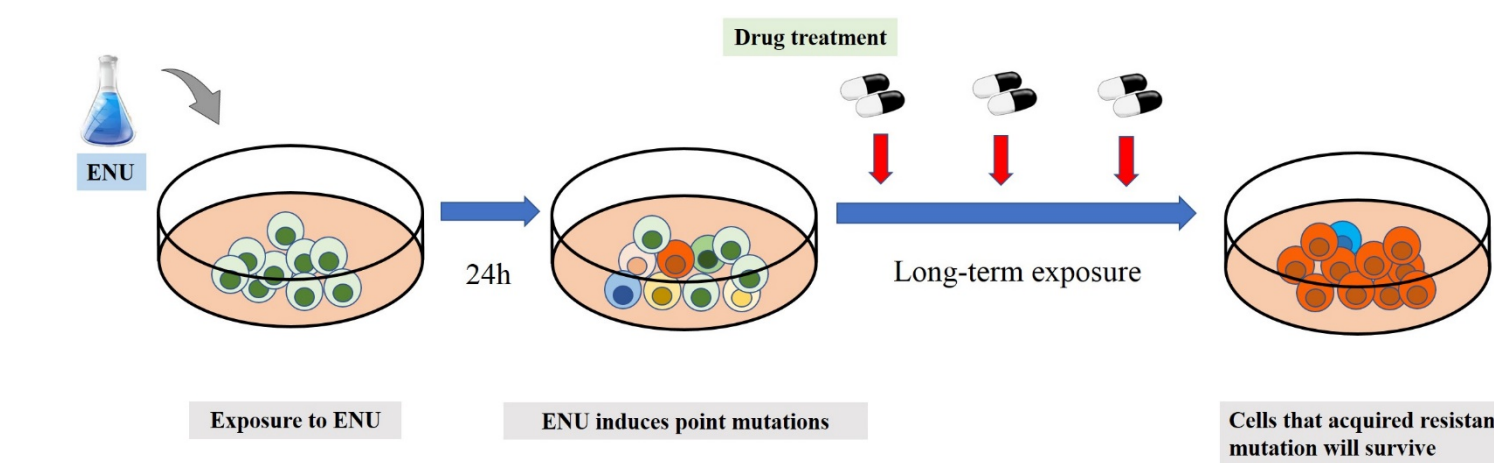 Drug treatment
ENU
24h
Long-term exposure
Exposure to ENU
ENU induces point mutations
Cells that acquired resistan
mutation will survive